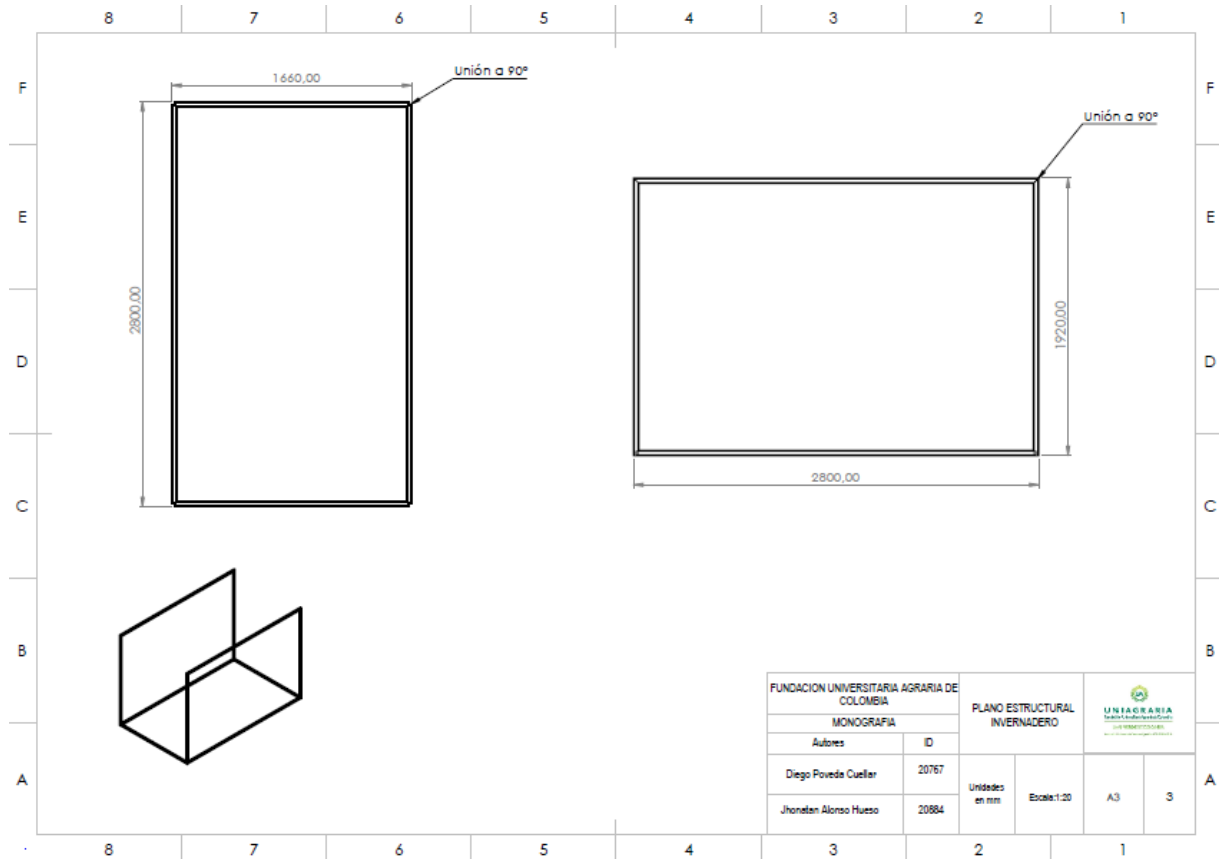 8 7 6 5 4 3 2 1
F
1660,00
Unión a 90°
F
Unión a 90°
E
E
2800,00
1920,00
D
D
2800,00
C
C
B
B
FUNDACION UNIVERSITARIA AGRARIA DE
COLOMBIA
PLANO ESTRUCTURAL
INVERNADERO
UNIAGRARIA
MONOGRAFIA
Autores ID
A
Diego Poveda Cuellar 20767
Unidades
en mm
Escala:1:20
A3
3
A
Jhonatan Alonso Hueso 20884
8 7 6 5 4 3 2 1